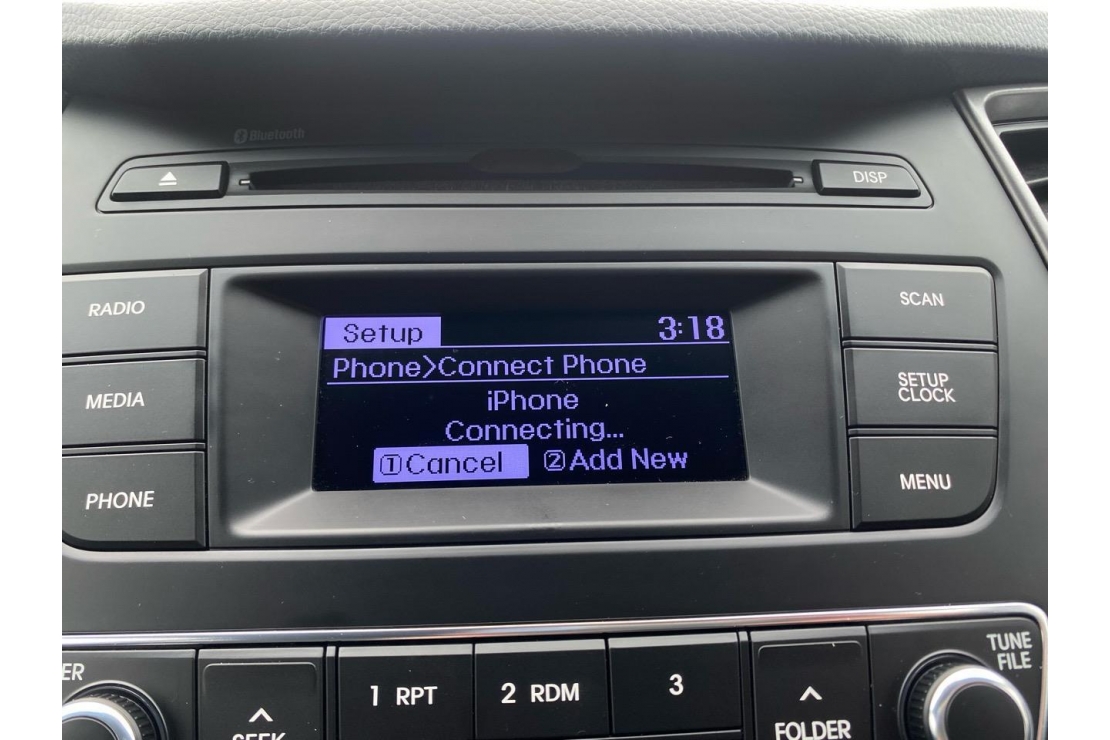 Bluetooth
DISP
RADIO
MEDIA
PHONE
Setup 3:18
Phone>Connect Phone
iPhone
Connecting...
①Cancel ②Add New
SCAN
SETUP
CLOCK
MENU
1 RPT
2 RDM
3
FOLDER
TUNE
FILE
SEEK